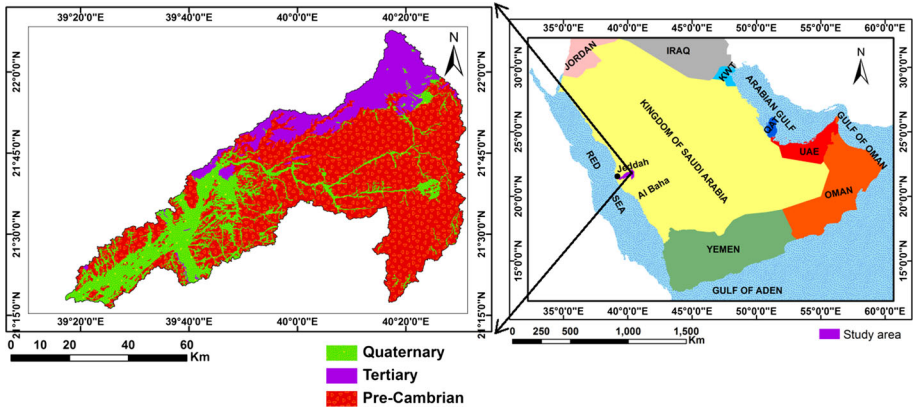 39°20'0"E 39°40'0"E 40°0'0"E 40°20'0"E
N
22°0'0"N
21°45'0"N
21°30'0"N
21°15'0"N
22°0'0"N
21°45'0"N
21°30'0"N
21°15'0"N
39°20'0"E 39°40'0"E 40°0'0"E 40°20'0"E
0 10 20 40 60
Km
Quaternary
Tertiary
Pre-Cambrian
35°0'0"E 40°0'0"E 45°0'0"E 50°0'0"E 55°0'0"E 60°0'0"E
N
30°0'0"N
25°0'0"N
20°0'0"N
15°0'0"N
JORDAN
IRAQ
KWT
ARABIAN GULF
QAT
GULF OF OMAN
UAE
KINGDOM OF SAUDI ARABIA
RED SEA
Jeddah
Al Baha
OMAN
YEMEN
GULF OF ADEN
30°0'0"N
25°0'0"N
20°0'0"N
15°0'0"N
35°0'0"E 40°0'0"E 45°0'0"E 50°0'0"E 55°0'0"E 60°0'0"E
0 250 500 1,000 1,500
Km
Study area